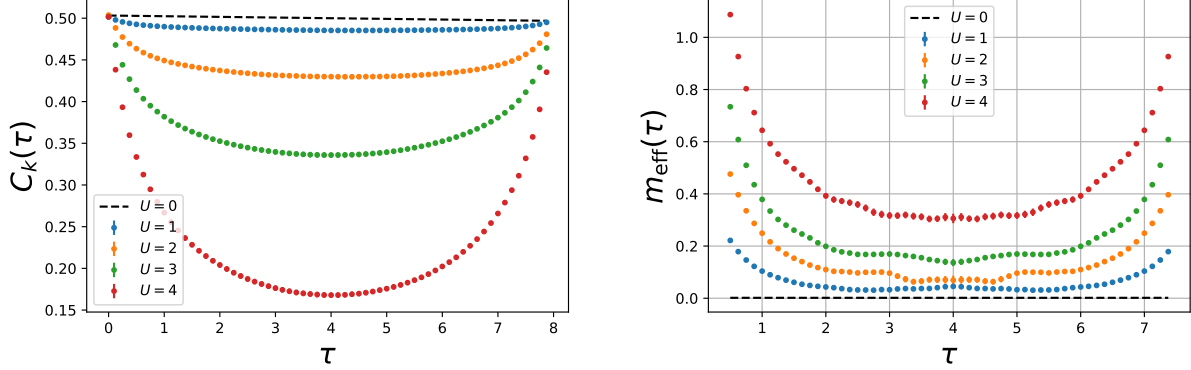 C_k(τ)
0.50
0.45
0.40
0.35
0.30
0.25
0.20
0.15
U = 0
U = 1
U = 2
U = 3
U = 4
0 1 2 3 4 5 6 7 8
τ
m_eff(τ)
1.0
0.8
0.6
0.4
0.2
0.0
U = 0
U = 1
U = 2
U = 3
U = 4
1 2 3 4 5 6 7
τ